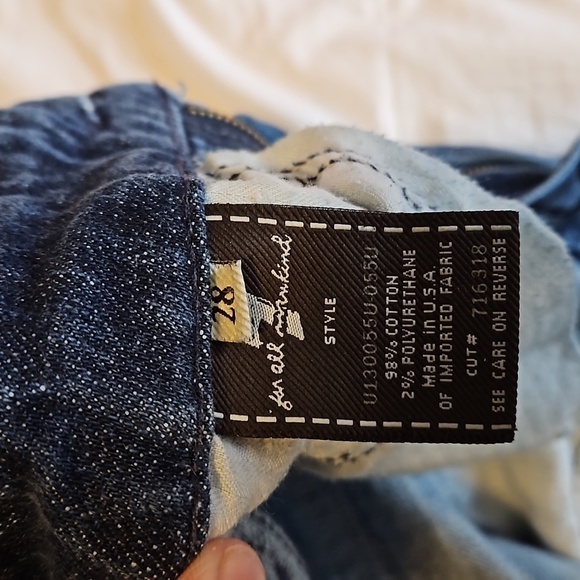 7
for all mankind
28
STYLE
U130055U-055U
98% COTTON
2% POLYURETHANE
Made in U.S.A.
OF IMPORTED FABRIC
CUT# 716318
SEE CARE ON REVERSE